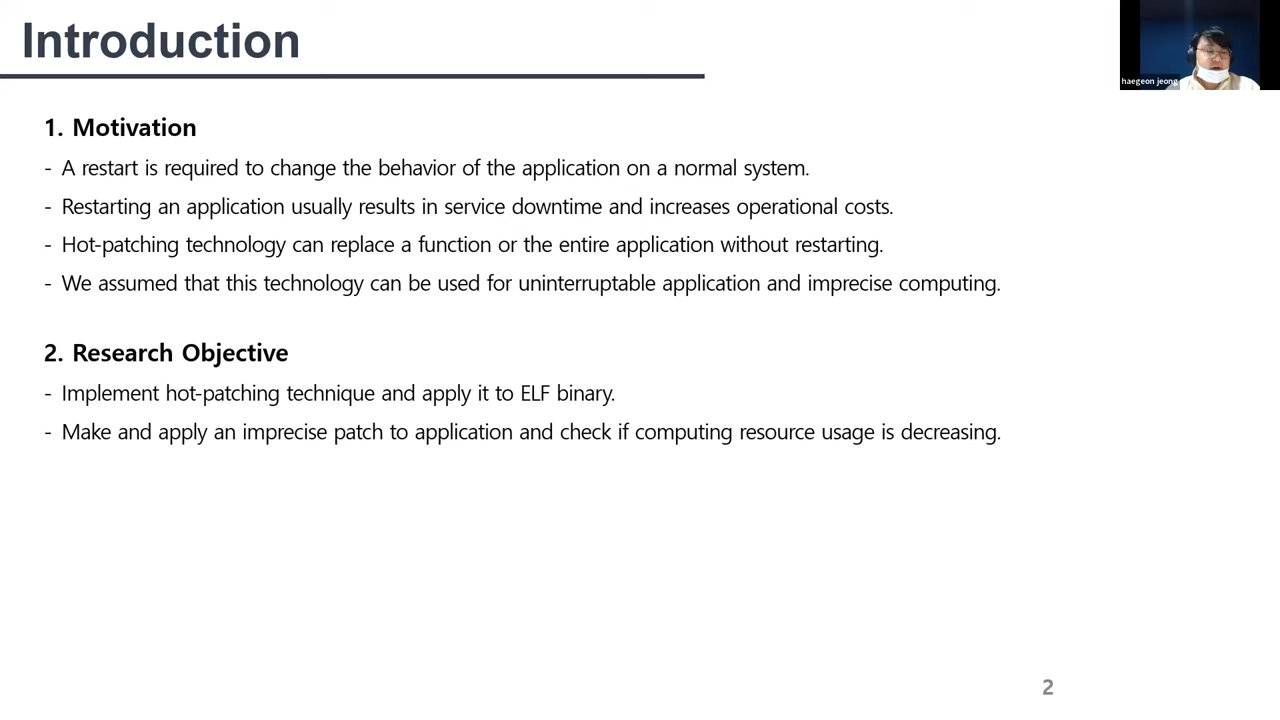 Introduction
haegeon jeong
1. Motivation
- A restart is required to change the behavior of the application on a normal system.
- Restarting an application usually results in service downtime and increases operational costs.
- Hot-patching technology can replace a function or the entire application without restarting.
- We assumed that this technology can be used for uninterruptable application and imprecise computing.
2. Research Objective
- Implement hot-patching technique and apply it to ELF binary.
- Make and apply an imprecise patch to application and check if computing resource usage is decreasing.
2